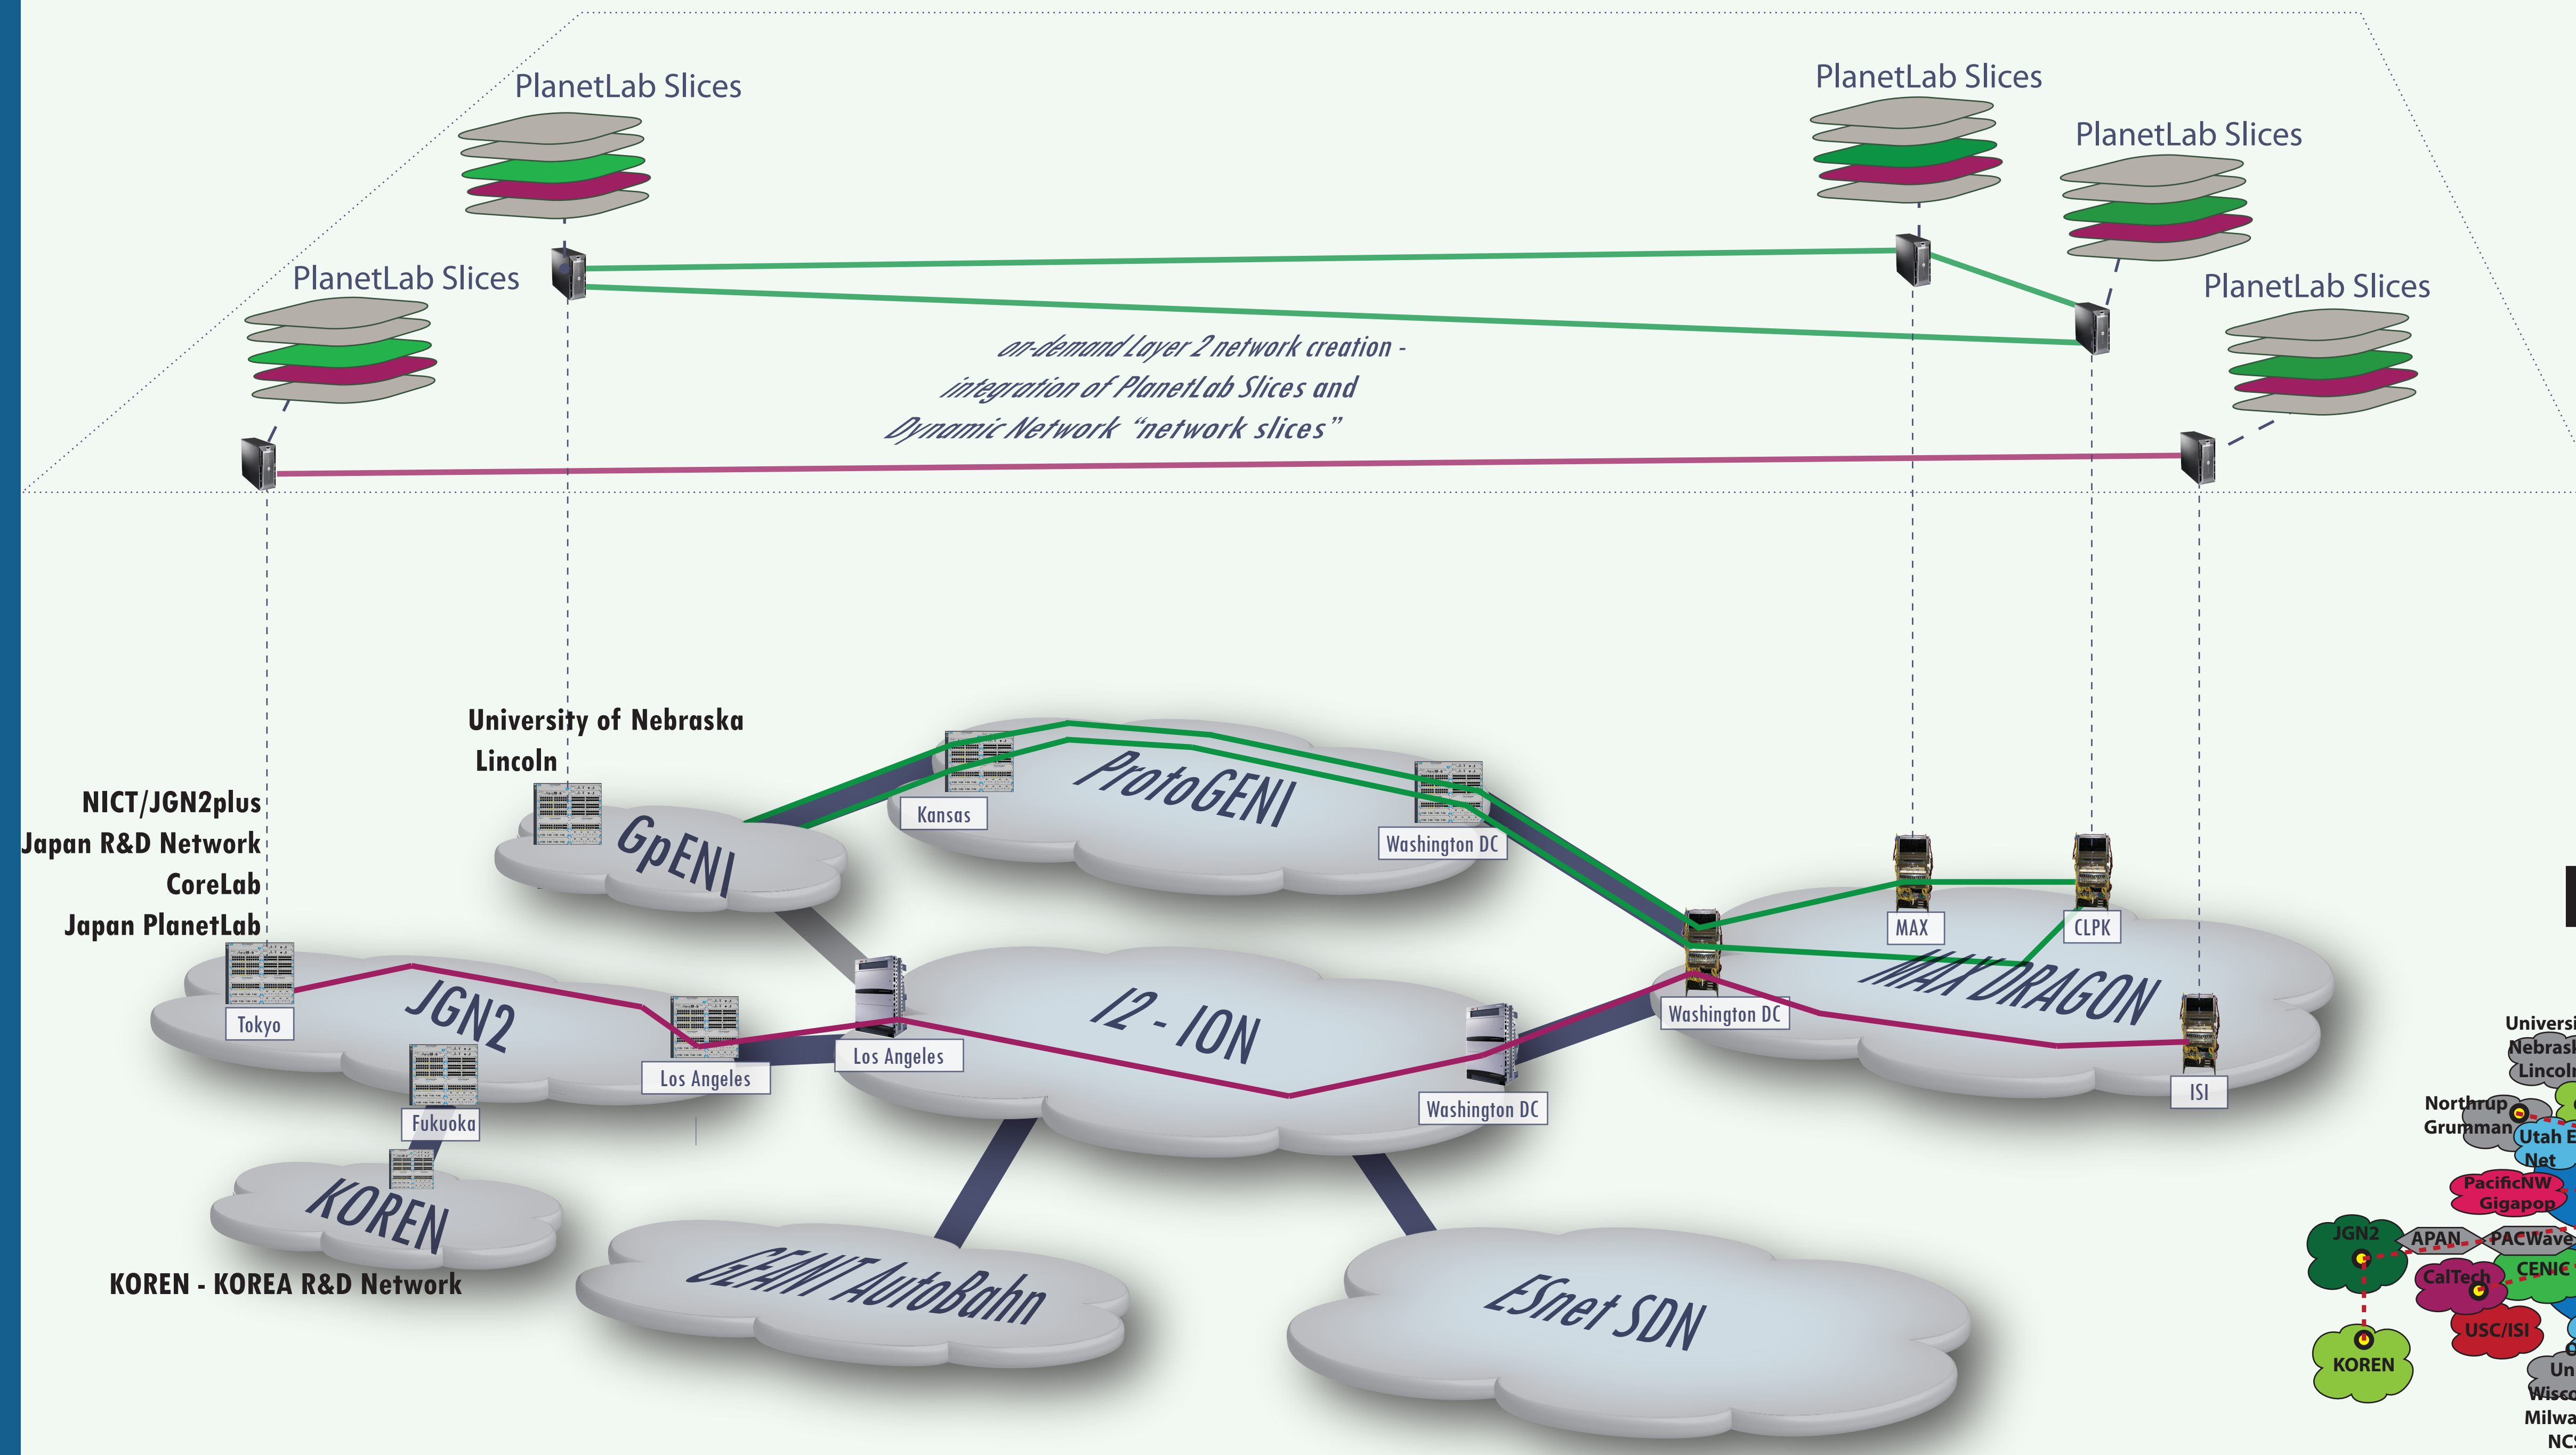 PlanetLab Slices
PlanetLab Slices
PlanetLab Slices
PlanetLab Slices
PlanetLab Slices
on-demand Layer 2 network creation -
integration of PlanetLab Slices and
Dynamic Network “network slices”
University of Nebraska
Lincoln
NICT/JGN2plus
Japan R&D Network
CoreLab
Japan PlanetLab
GpENI
Kansas
ProtoGENI
Washington DC
MAX
CLPK
MAX DRAGON
Washington DC
ISI
Tokyo
JGN2
Los Angeles
Los Angeles
I2 - ION
Washington DC
Fukuoka
KOREN
KOREN - KOREA R&D Network
GEANT AutoBahn
ESnet SDN
Northrup
Grumman
Utah
Net
PacificNW
Gigapop
JGN2
APAN
PACWave
CalTech
CENIC
USC/ISI
KOREN
Lincoln